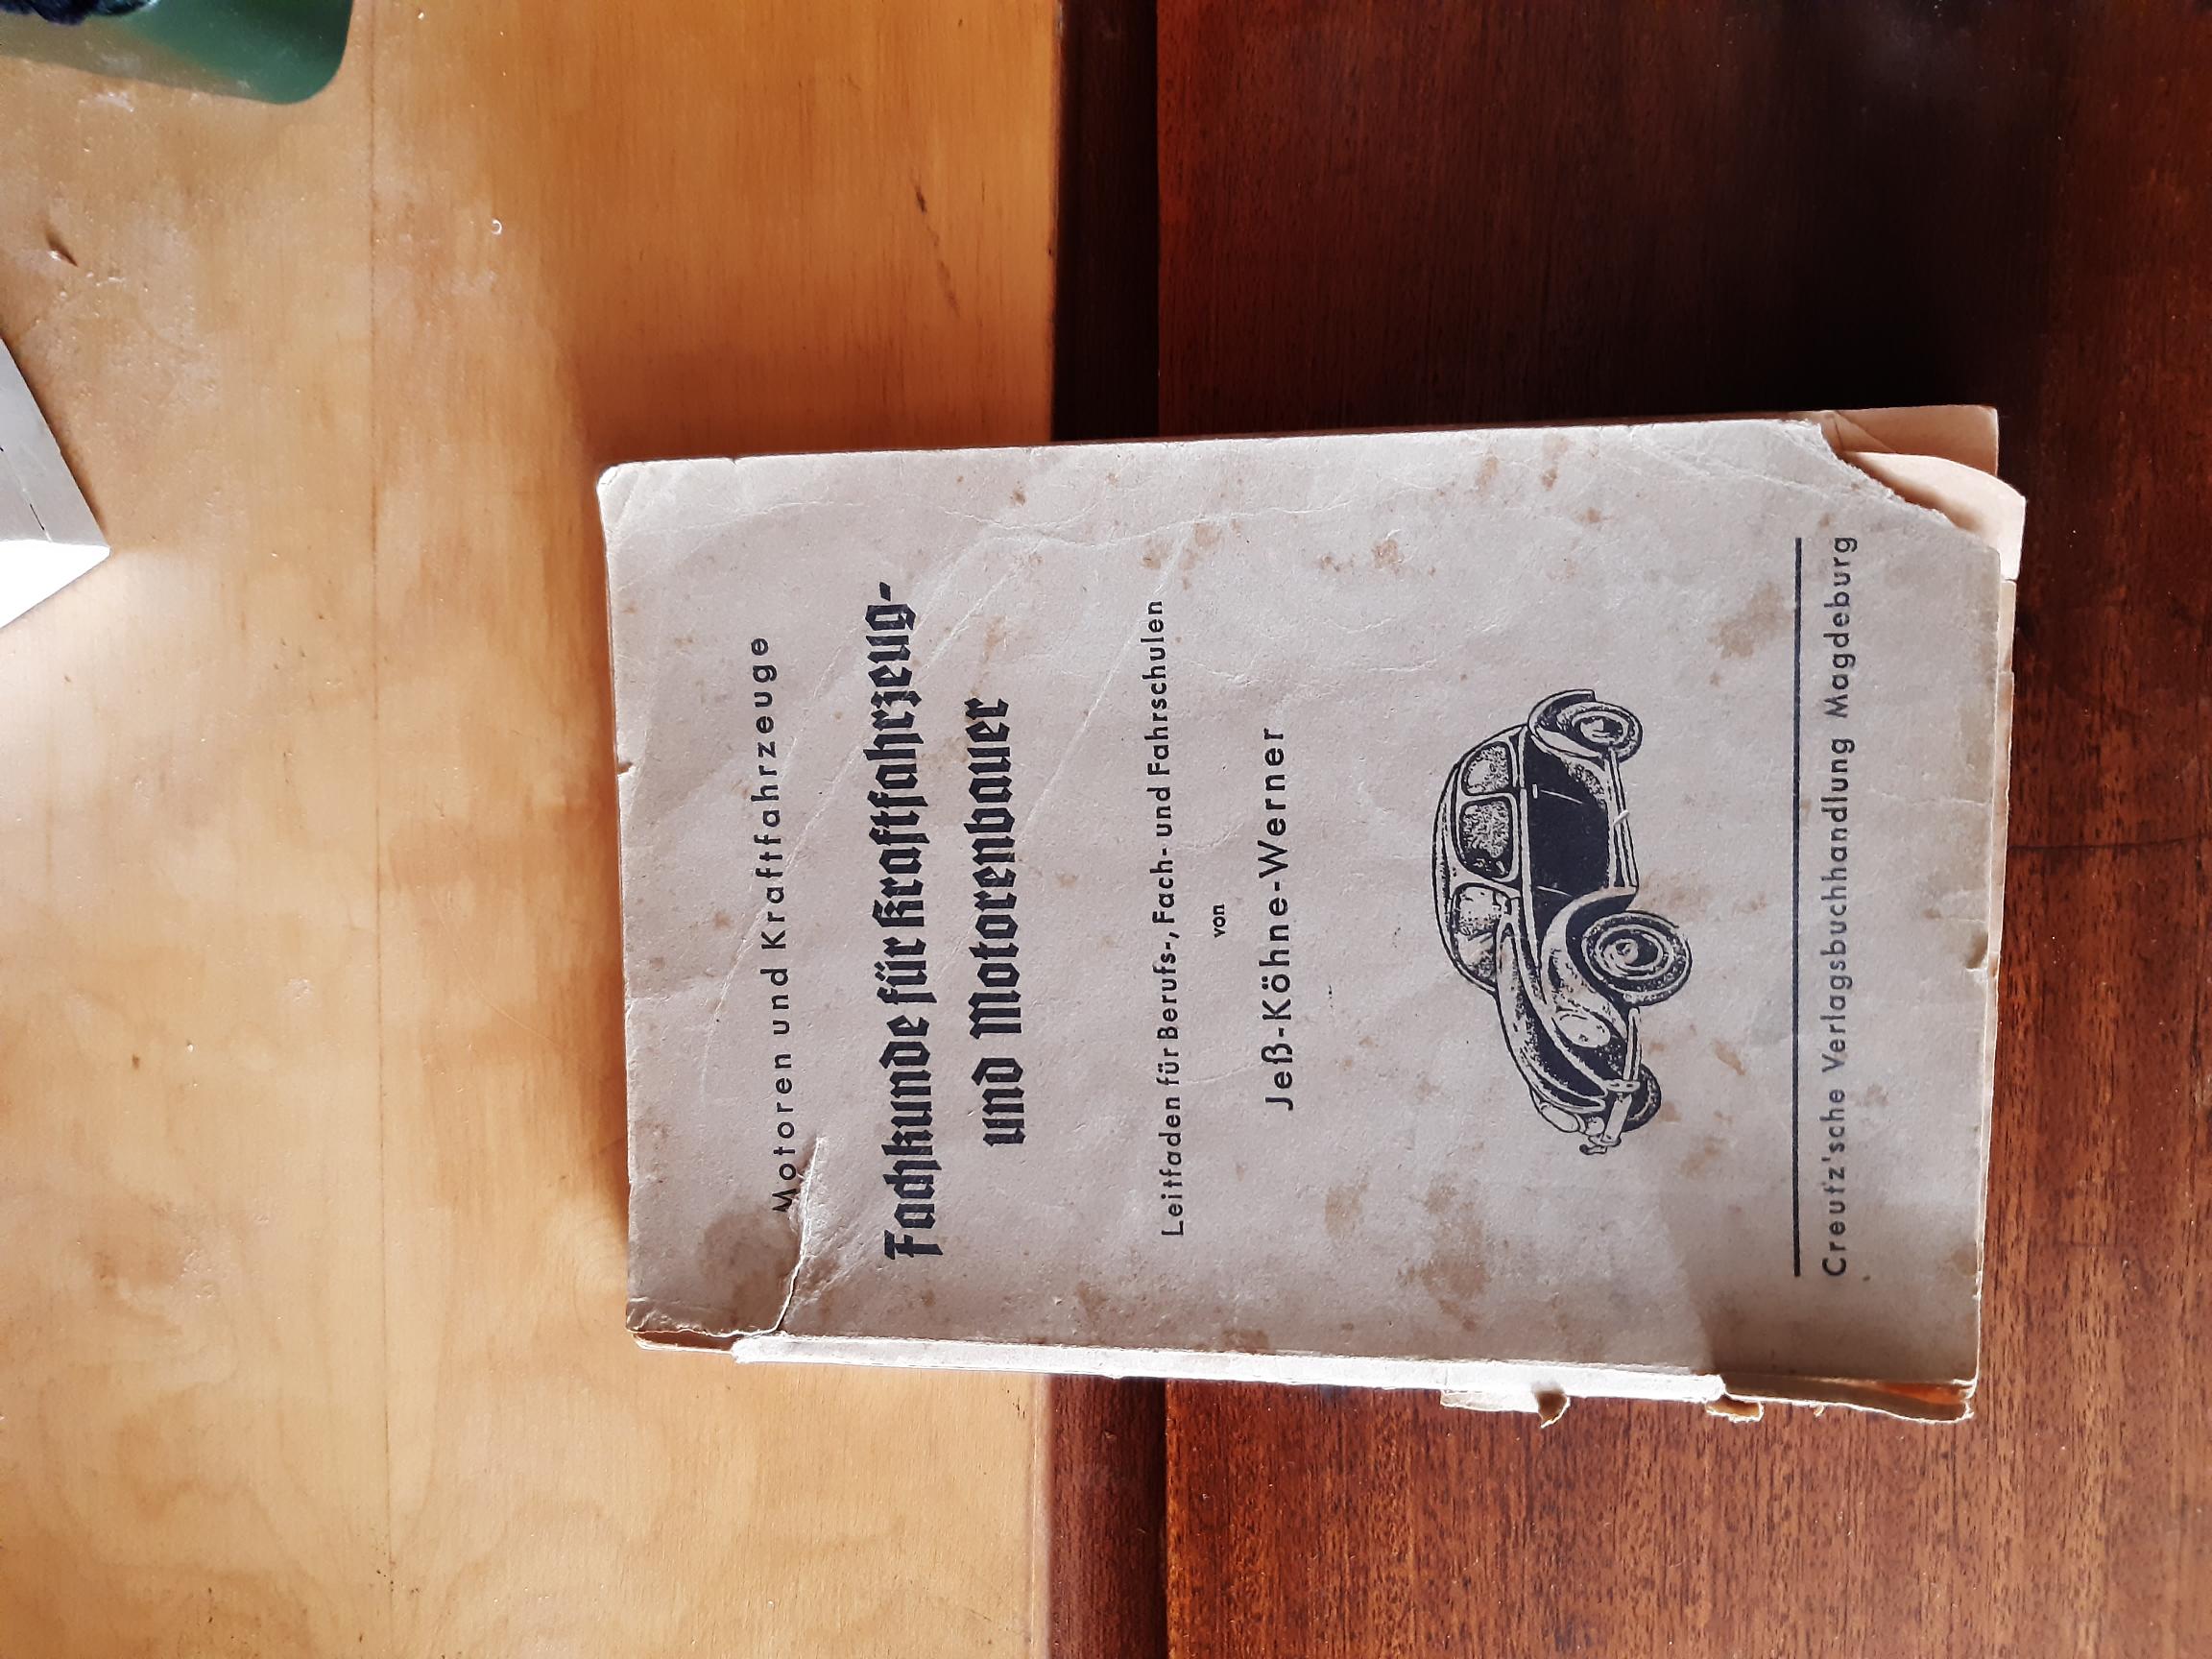 Motoren und Kraftfahrzeuge
Fachkunde für Kraftfahrzeug-
und Motorenbauer
Leitfaden für Berufs-, Fach- und Fahrschulen
von
Jeß-Köhne-Werner
Creutz'sche Verlagsbuchhandlung Magdeburg